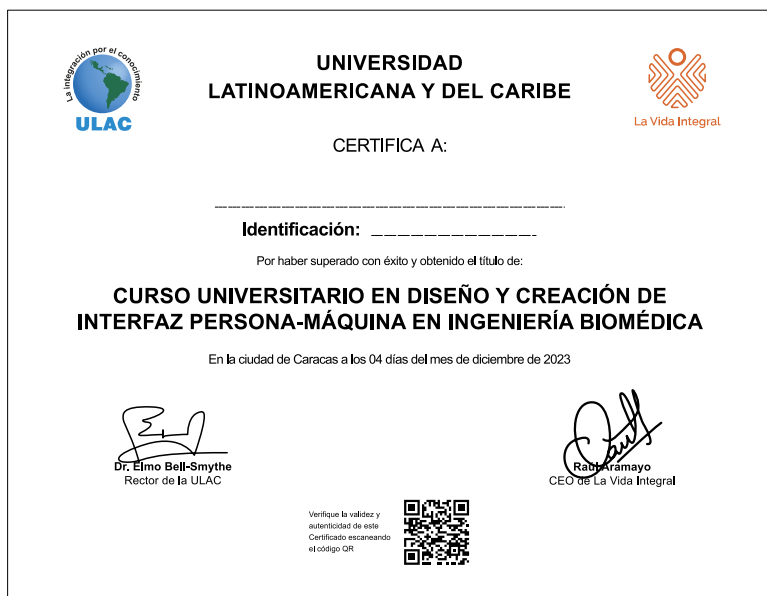 La integración por el conocimiento
ULAC
UNIVERSIDAD
LATINOAMERICANA Y DEL CARIBE
La Vida Integral
CERTIFICA A:
Identificación:
Por haber superado con éxito y obtenido el título de:
CURSO UNIVERSITARIO EN DISEÑO Y CREACIÓN DE
INTERFAZ PERSONA-MÁQUINA EN INGENIERÍA BIOMÉDICA
En la ciudad de Caracas a los 04 días del mes de diciembre de 2023
Dr. Elmo Bell-Smythe
Rector de la ULAC
Raúl Aramayo
CEO de La Vida Integral
Verifique la validez y
autenticidad de este
Certificado escaneando
el código QR